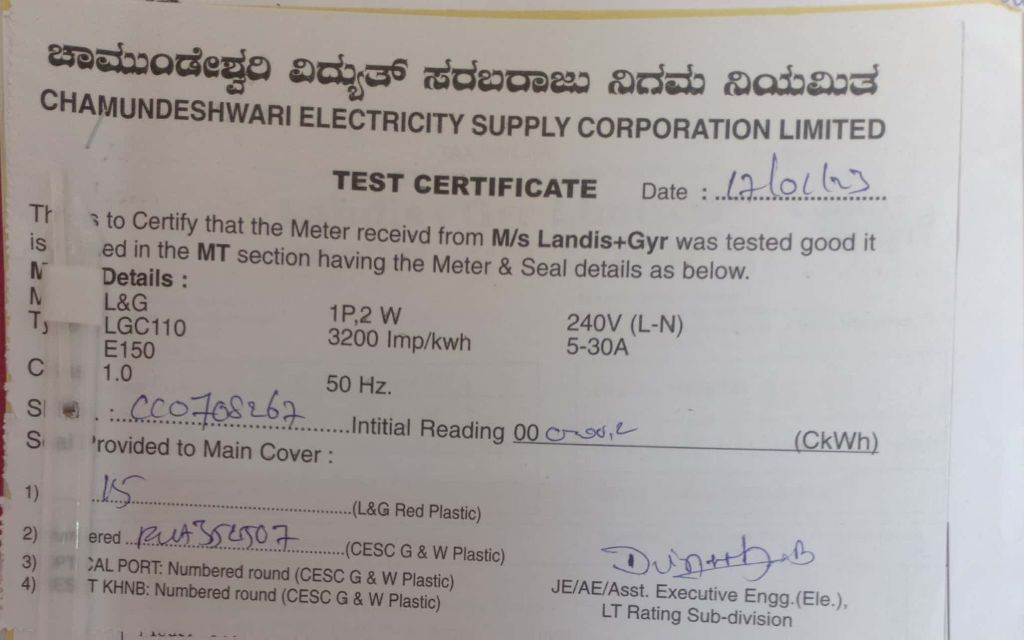 ಚಾಮುಂಡೇಶ್ವರಿ ವಿದ್ಯುತ್ ಸರಬರಾಜು ನಿಗಮ ನಿಯಮಿತ
CHAMUNDESHWARI ELECTRICITY SUPPLY CORPORATION LIMITED
TEST CERTIFICATE Date : 17/01/23
to Certify that the Meter receivd from M/s Landis+Gyr was tested good it
is in the MT section having the Meter & Seal details as below.
Details :
L&G 1P,2 W 240V (L-N)
LGC110 3200 Imp/kwh 5-30A
E150
1.0 50 Hz.
CC0708267 Intitial Reading 00 (CkWh)
Provided to Main Cover :
1) (L&G Red Plastic)
2) (CESC G & W Plastic)
3) PORT: Numbered round (CESC G & W Plastic)
4) KHNB: Numbered round (CESC G & W Plastic)
JE/AE/Asst. Executive Engg.(Ele.),
LT Rating Sub-division